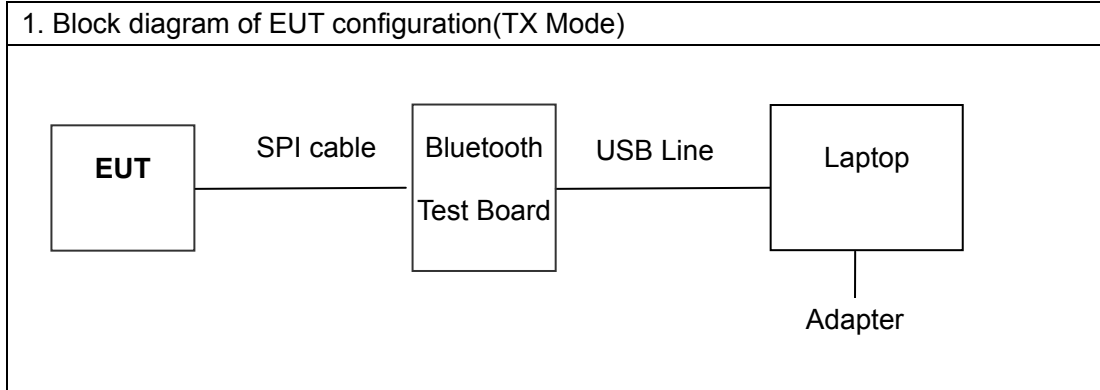 1. Block diagram of EUT configuration(TX Mode)
EUT
SPI cable
Bluetooth
Test Board
USB Line
Laptop
Adapter